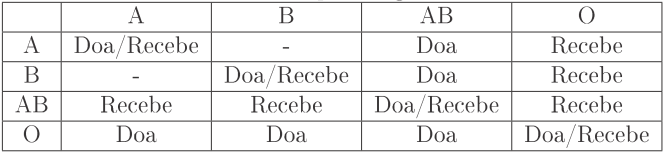 A B AB O
A Doa/Recebe - Doa Recebe
B - Doa/Recebe Doa Recebe
AB Recebe Recebe Doa/Recebe Recebe
O Doa Doa Doa Doa/Recebe